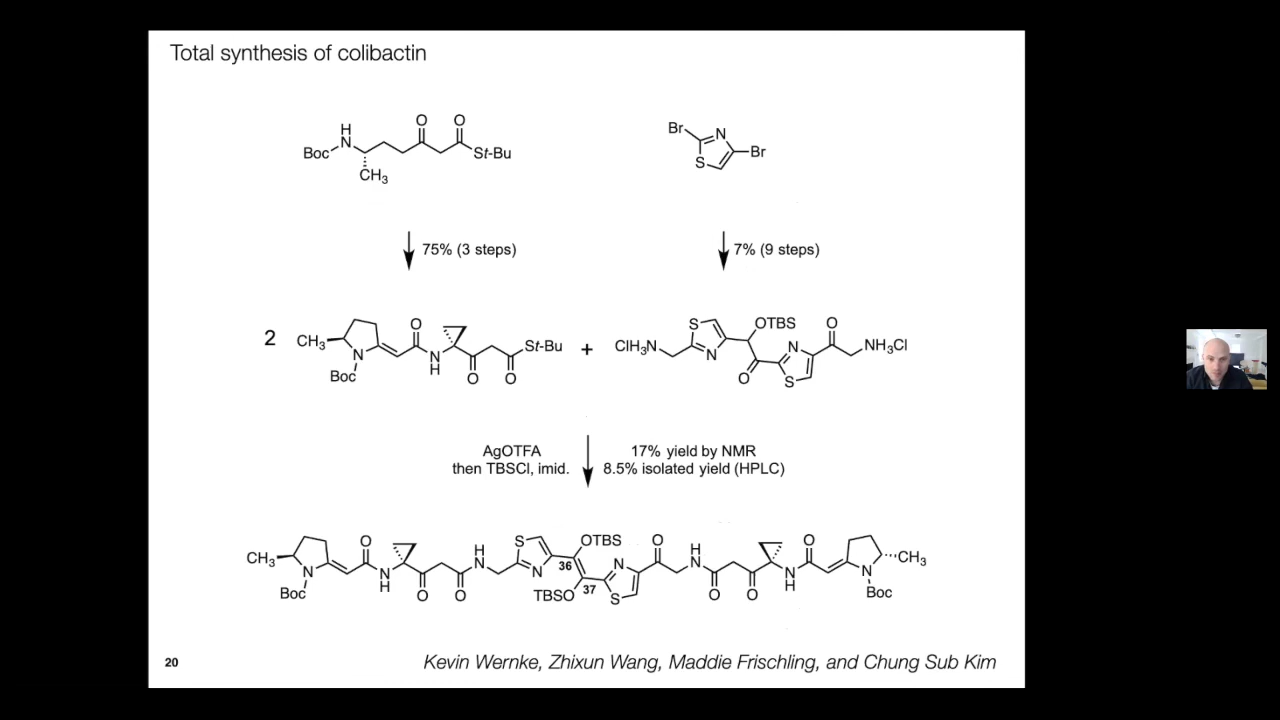 Total synthesis of colibactin
H
N
Boc
CH3
O
O
St-Bu
Br
N
S
Br
75% (3 steps)
7% (9 steps)
2
CH3
N
Boc
O
N
H
O
O
St-Bu
+
ClH3N
S
N
OTBS
O
N
S
O
NH3Cl
AgOTFA
then TBSCl, imid.
17% yield by NMR
8.5% isolated yield (HPLC)
CH3
N
Boc
O
N
H
O
O
H
N
S
N
36
OTBS
TBSO
37
N
S
O
H
N
O
O
N
H
O
N
Boc
CH3
20
Kevin Wernke, Zhixun Wang, Maddie Frischling, and Chung Sub Kim